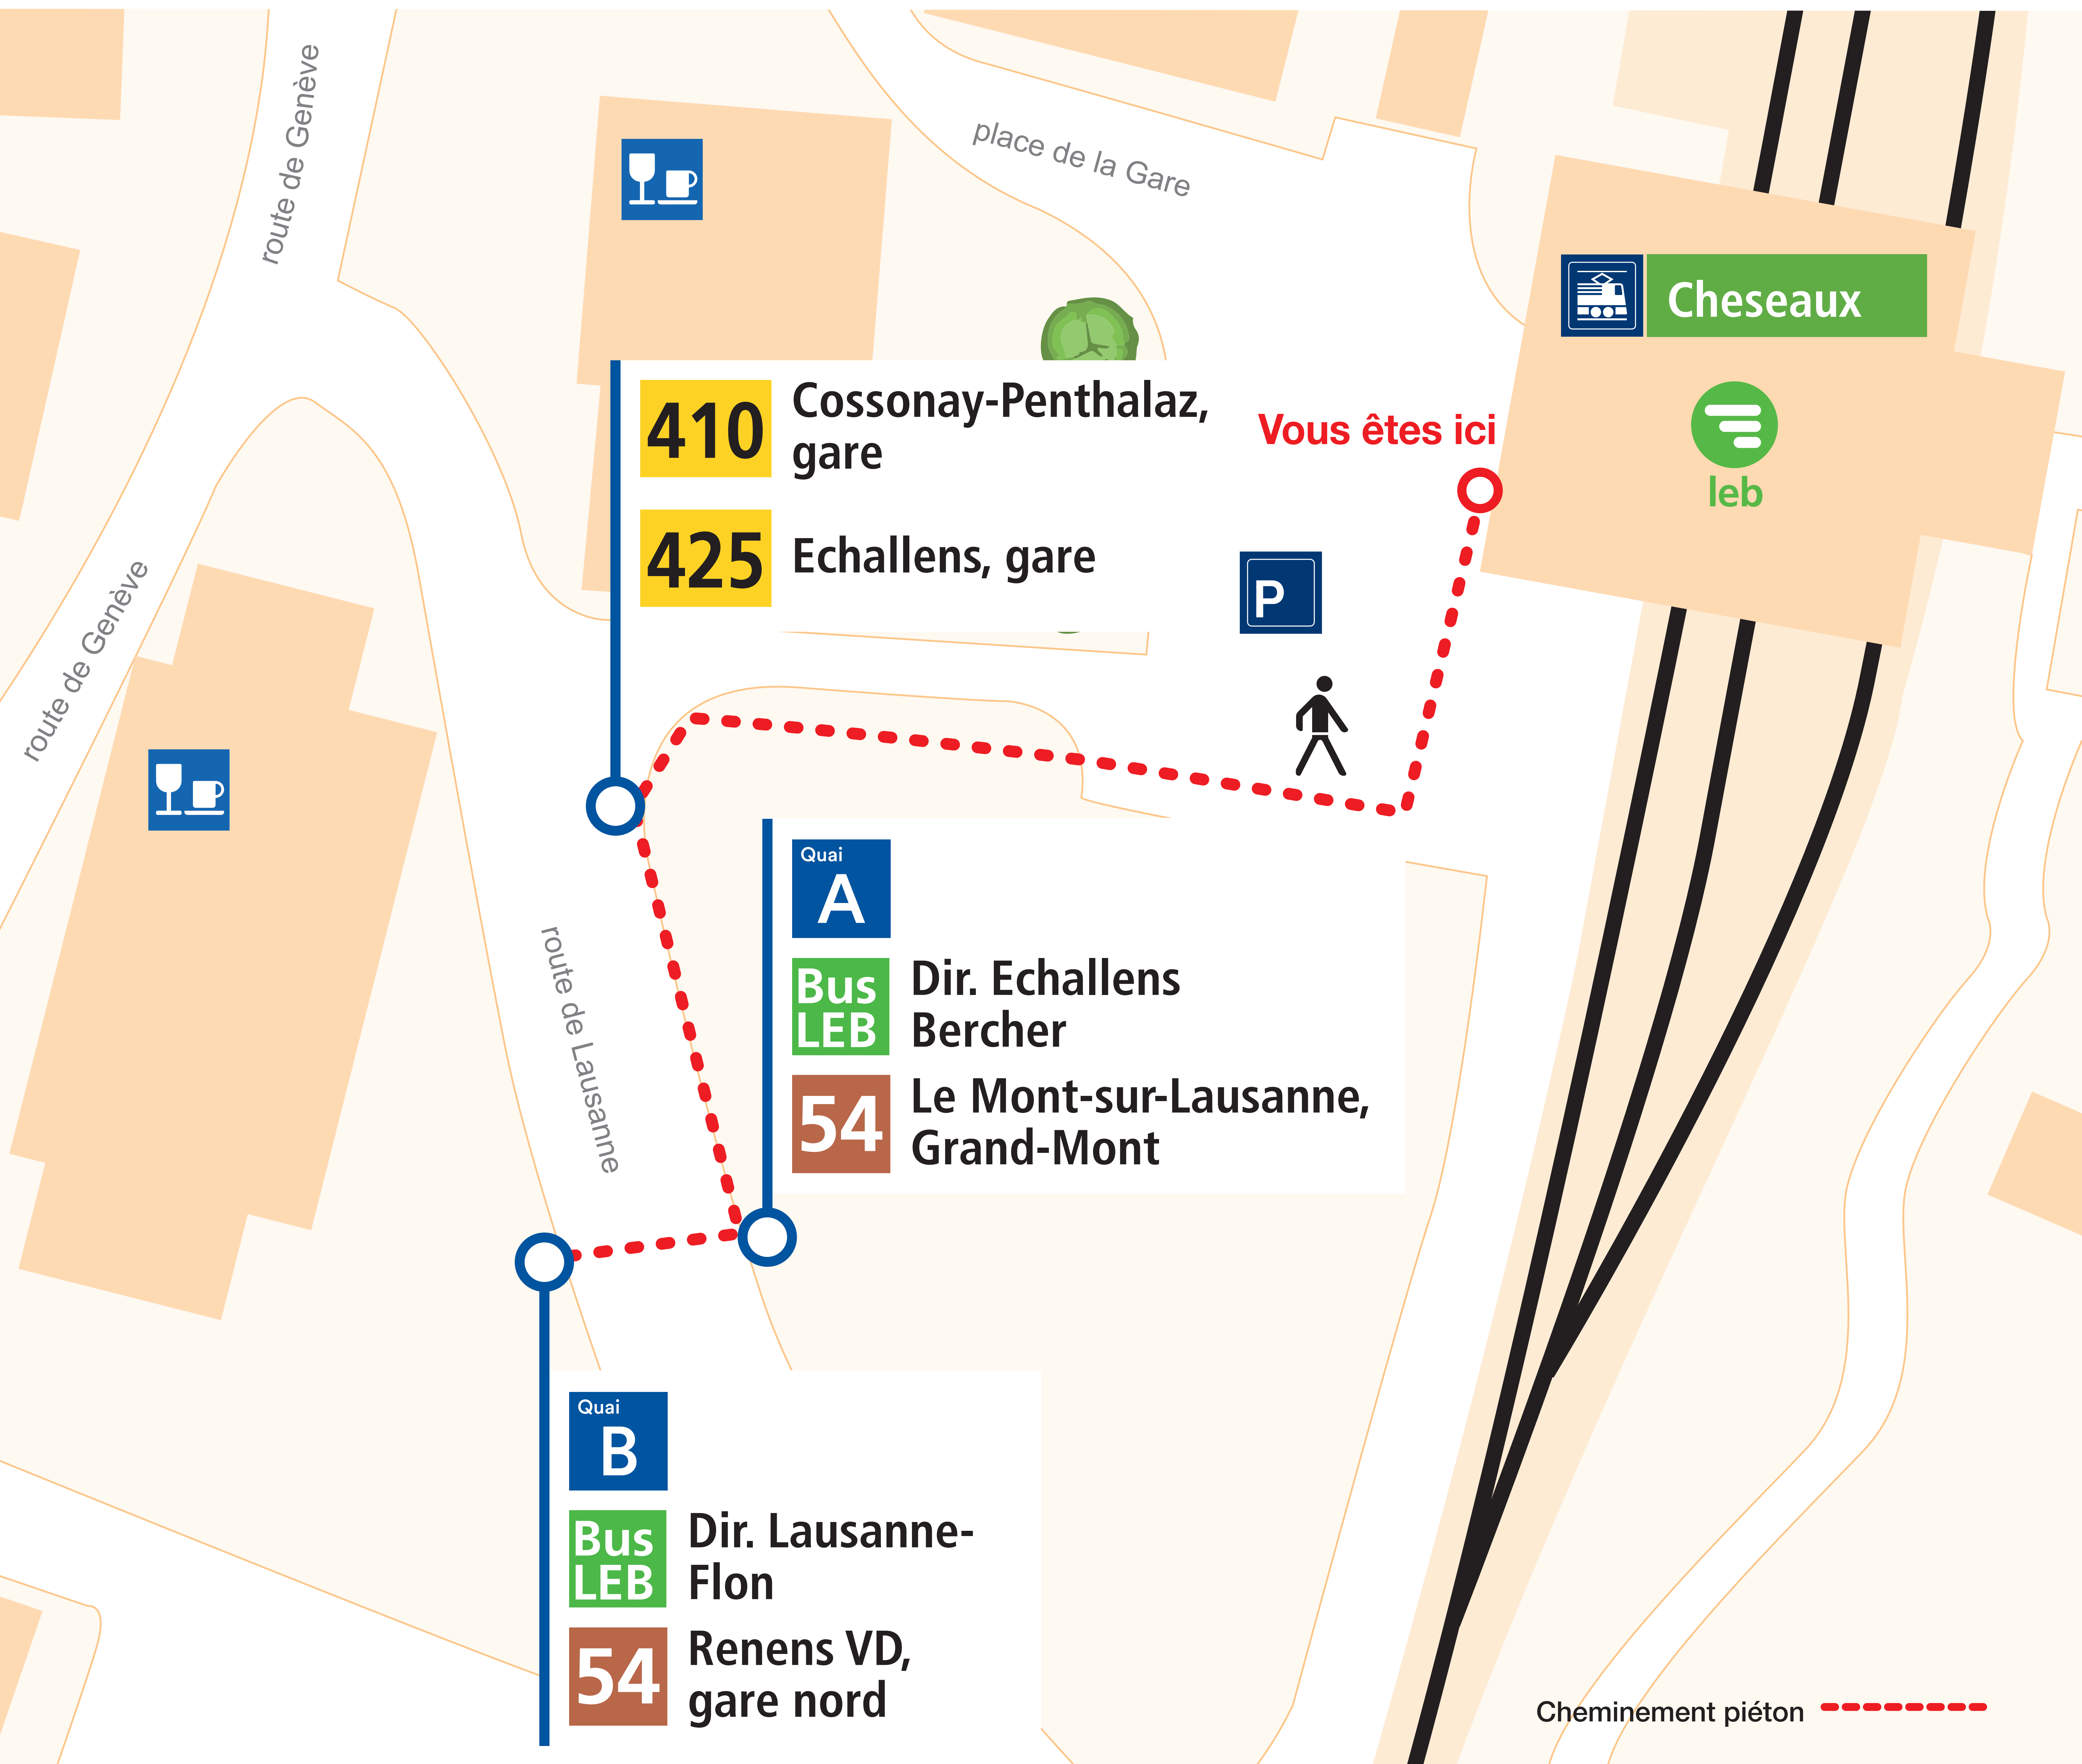 route de Genève
place de la Gare
Cheseaux
410
Cossonay-Penthalaz,
gare
Vous êtes ici
leb
425
Echallens, gare
P
route de Genève
Quai
A
Bus
LEB
Dir. Echallens
Bercher
54
Le Mont-sur-Lausanne,
Grand-Mont
route de Lausanne
Quai
B
Bus
LEB
Dir. Lausanne-
Flon
54
Renens VD,
gare nord
Cheminement piéton